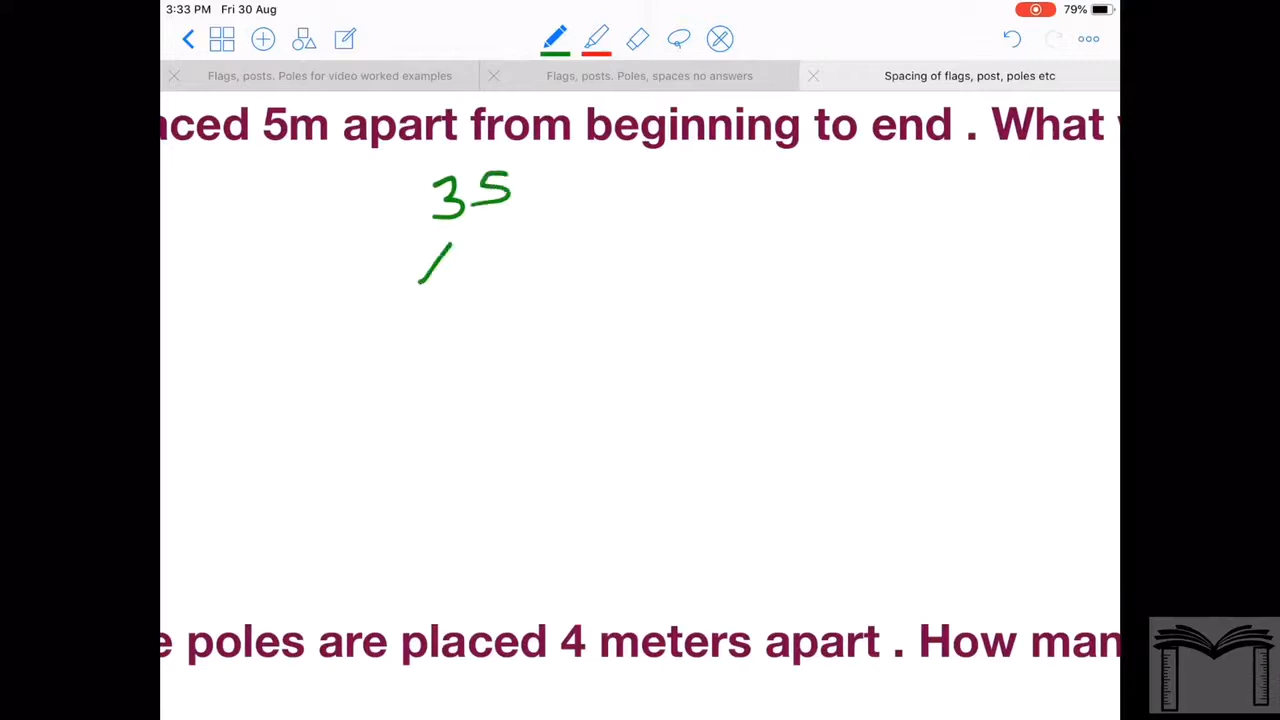 3:33 PM Fri 30 Aug 79%
Flags, posts. Poles for video worked examples Flags, posts. Poles, spaces no answers Spacing of flags, post, poles etc
aced 5m apart from beginning to end . What
35
/
e poles are placed 4 meters apart . How man